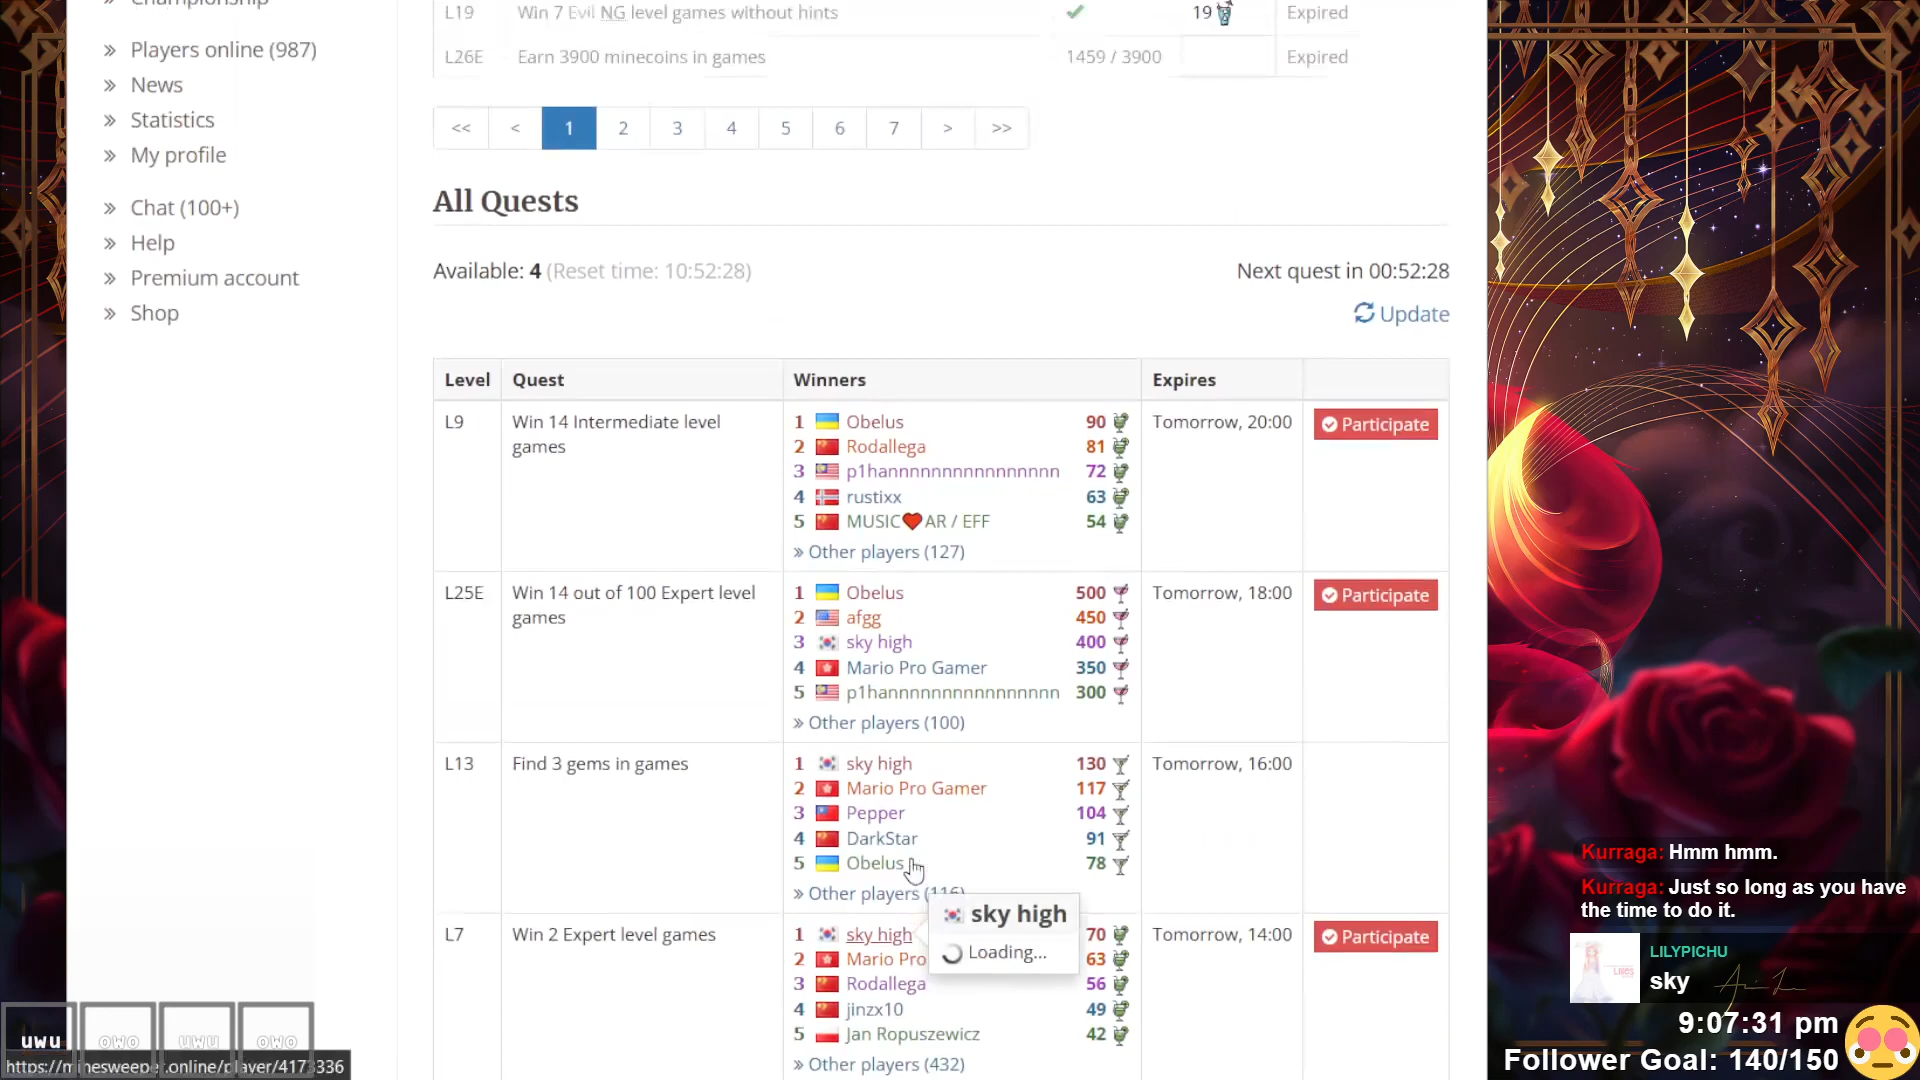 Championship
» Players online (987)
» News
» Statistics
» My profile
» Chat (100+)
» Help
» Premium account
» Shop
L19 Win 7 Evil NG level games without hints 19 Expired
L26E Earn 3900 minecoins in games 1459 / 3900 Expired
<< < 1 2 3 4 5 6 7 > >>
All Quests
Available: 4 (Reset time: 10:52:28) Next quest in 00:52:28
Update
Level Quest Winners Expires
L9 Win 14 Intermediate level games
1 Obelus 90
2 Rodallega 81
3 p1hannnnnnnnnnnnnnnn 72
4 rustixx 63
5 MUSIC❤️AR / EFF 54
» Other players (127)
Tomorrow, 20:00 Participate
L25E Win 14 out of 100 Expert level games
1 Obelus 500
2 afgg 450
3 sky high 400
4 Mario Pro Gamer 350
5 p1hannnnnnnnnnnnnnnn 300
» Other players (100)
Tomorrow, 18:00 Participate
L13 Find 3 gems in games
1 sky high 130
2 Mario Pro Gamer 117
3 Pepper 104
4 DarkStar 91
5 Obelus 78
» Other players (116)
Tomorrow, 16:00
L7 Win 2 Expert level games
1 sky high 70
2 Mario Pro 63
3 Rodallega 56
4 jinzx10 49
5 Jan Ropuszewicz 42
» Other players (432)
Tomorrow, 14:00 Participate
sky high
Loading...
uwu owo uwu owo
https://minesweeper.online/player/4173336
Kurraga: Hmm hmm.
Kurraga: Just so long as you have
the time to do it.
LILYPICHU
sky
9:07:31 pm
Follower Goal: 140/150